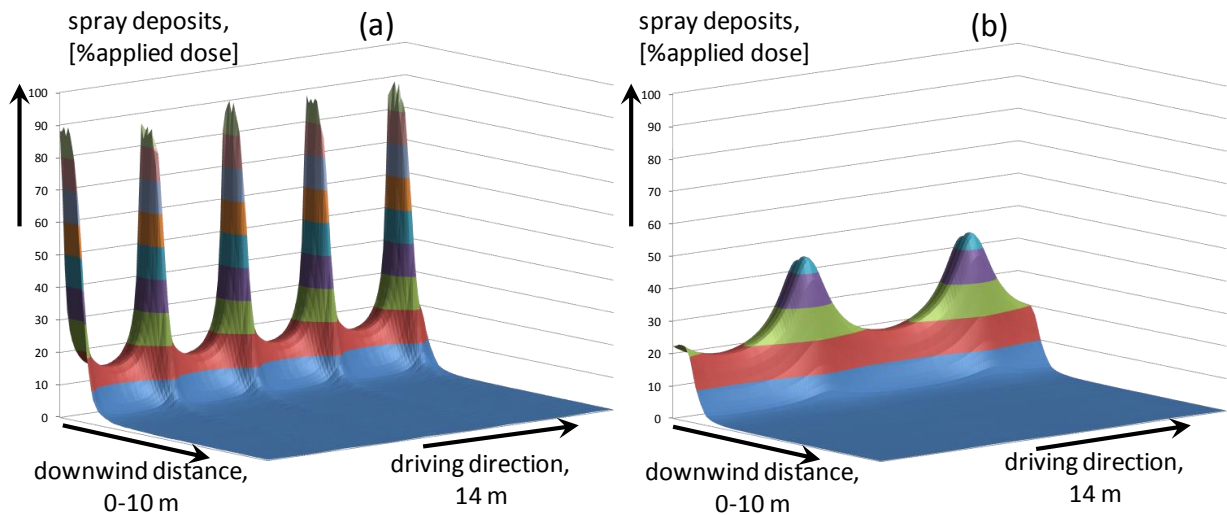 spray deposits,
[%applied dose]
(a)
100
90
80
70
60
50
40
30
20
10
0
downwind distance,
0-10 m
driving direction,
14 m
spray deposits,
[%applied dose]
(b)
100
90
80
70
60
50
40
30
20
10
0
downwind distance,
0-10 m
driving direction,
14 m